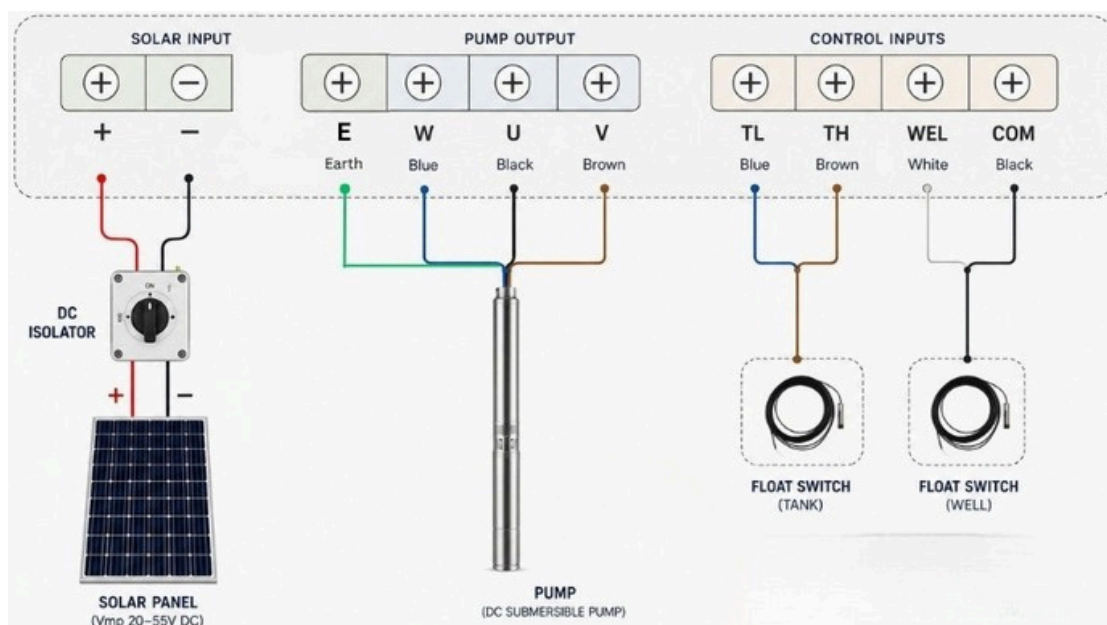 SOLAR INPUT
PUMP OUTPUT
CONTROL INPUTS
+ −
E W U V
TL TH WEL COM
Earth Blue Black Brown
Blue Brown White Black
DC
ISOLATOR
ON
+ −
SOLAR PANEL
(Vmp 20–55V DC)
PUMP
(DC SUBMERSIBLE PUMP)
FLOAT SWITCH
(TANK)
FLOAT SWITCH
(WELL)